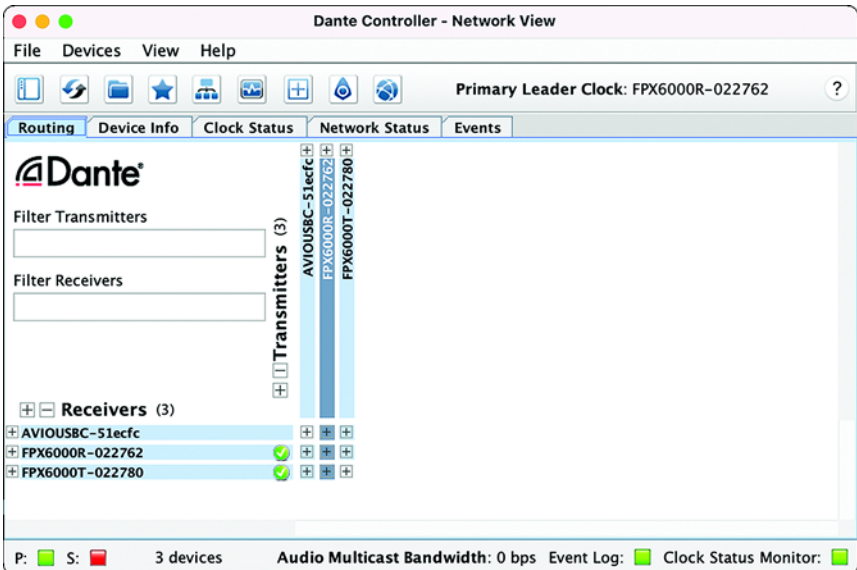 Dante Controller - Network View
File Devices View Help
Primary Leader Clock: FPX6000R-022762 ?
Routing Device Info Clock Status Network Status Events
Dante®
Filter Transmitters
Filter Receivers
Transmitters (3)
AVIOUSBC-51ecfc
FPX6000R-022762
FPX6000T-022780
Receivers (3)
AVIOUSBC-51ecfc
FPX6000R-022762
FPX6000T-022780
P: S: 3 devices Audio Multicast Bandwidth: 0 bps Event Log: Clock Status Monitor: